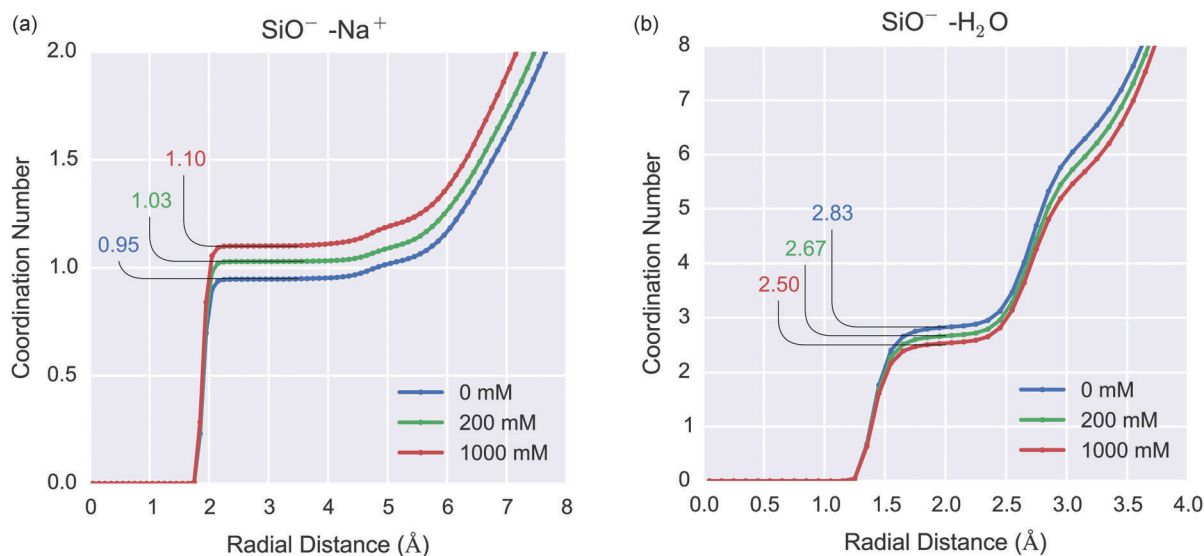 (a)
SiO⁻ -Na⁺
2.0
1.5
1.0
0.5
0.0
Coordination Number
1.10
1.03
0.95
0 mM
200 mM
1000 mM
0 1 2 3 4 5 6 7 8
Radial Distance (Å)
(b)
SiO⁻ -H₂O
8
7
6
5
4
3
2
1
0
Coordination Number
2.83
2.67
2.50
0 mM
200 mM
1000 mM
0.0 0.5 1.0 1.5 2.0 2.5 3.0 3.5 4.0
Radial Distance (Å)